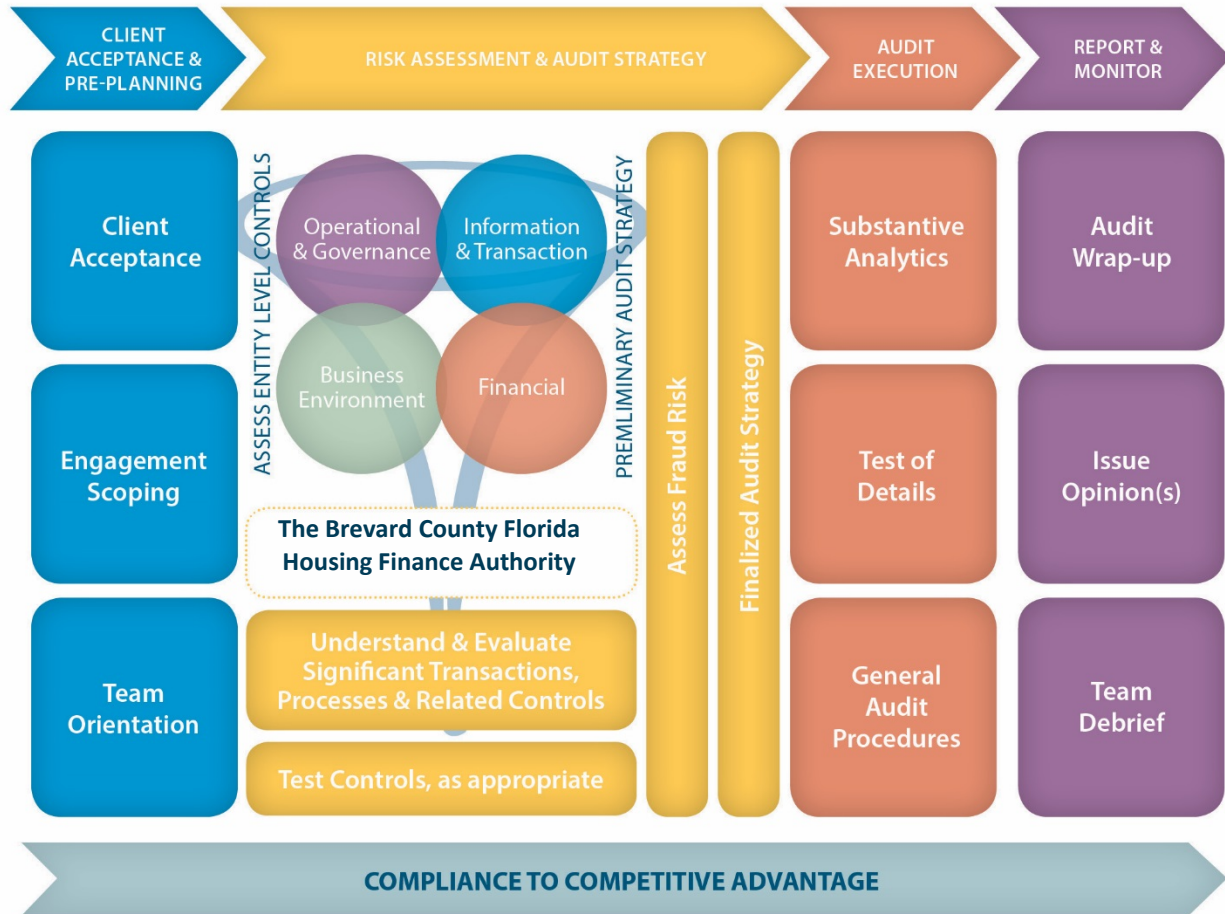 CLIENT
ACCEPTANCE &
PRE-PLANNING
RISK ASSESSMENT & AUDIT STRATEGY
AUDIT
EXECUTION
REPORT &
MONITOR
Client
Acceptance
Engagement
Scoping
Team
Orientation
ASSESS ENTITY LEVEL CONTROLS
Operational
& Governance
Information
& Transaction
Business
Environment
Financial
PREMLIMINARY AUDIT STRATEGY
The Brevard County Florida
Housing Finance Authority
Understand & Evaluate
Significant Transactions,
Processes & Related Controls
Test Controls, as appropriate
Assess Fraud Risk
Finalized Audit Strategy
Substantive
Analytics
Test of
Details
General
Audit
Procedures
Audit
Wrap-up
Issue
Opinion(s)
Team
Debrief
COMPLIANCE TO COMPETITIVE ADVANTAGE